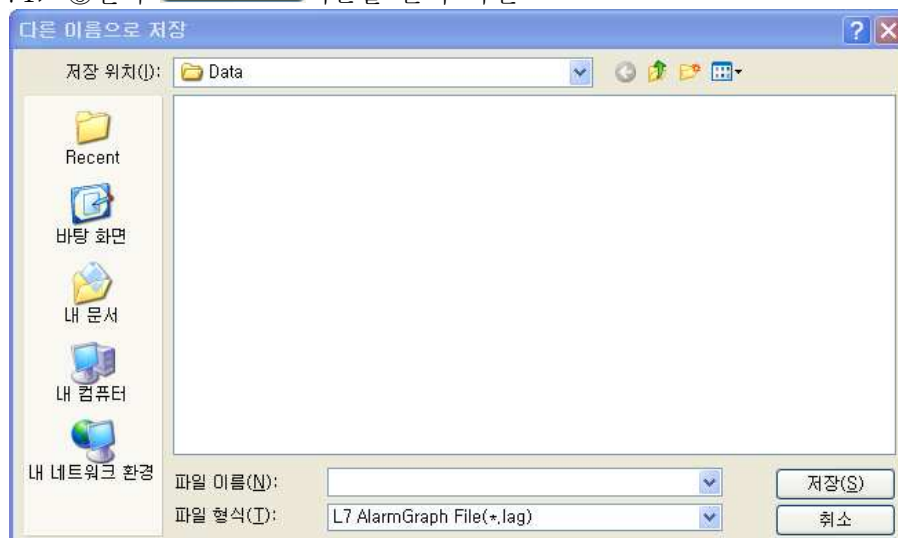 다른 이름으로 저장
저장 위치(I): Data
Recent
바탕 화면
내 문서
내 컴퓨터
내 네트워크 환경
파일 이름(N): 저장(S)
파일 형식(T): L7 AlarmGraph File(*.lag) 취소